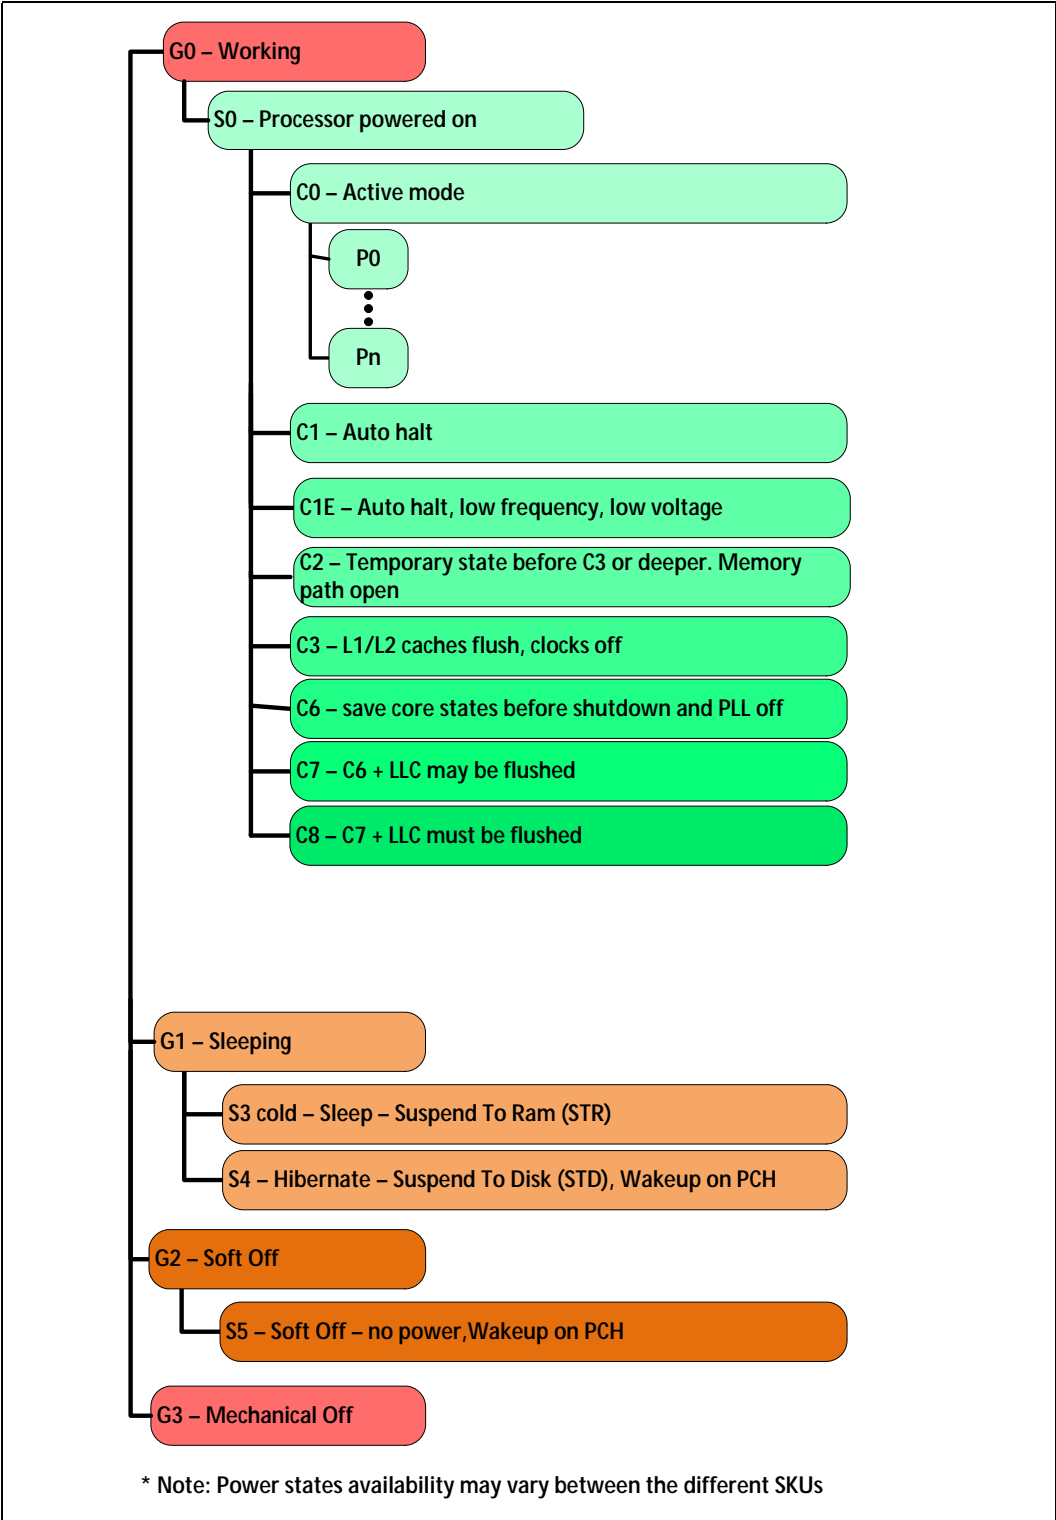 G0 – Working
S0 – Processor powered on
C0 – Active mode
P0
Pn
C1 – Auto halt
C1E – Auto halt, low frequency, low voltage
C2 – Temporary state before C3 or deeper. Memory
path open
C3 – L1/L2 caches flush, clocks off
C6 – save core states before shutdown and PLL off
C7 – C6 + LLC may be flushed
C8 – C7 + LLC must be flushed
G1 – Sleeping
S3 cold – Sleep – Suspend To Ram (STR)
S4 – Hibernate – Suspend To Disk (STD), Wakeup on PCH
G2 – Soft Off
S5 – Soft Off – no power,Wakeup on PCH
G3 – Mechanical Off
* Note: Power states availability may vary between the different SKUs